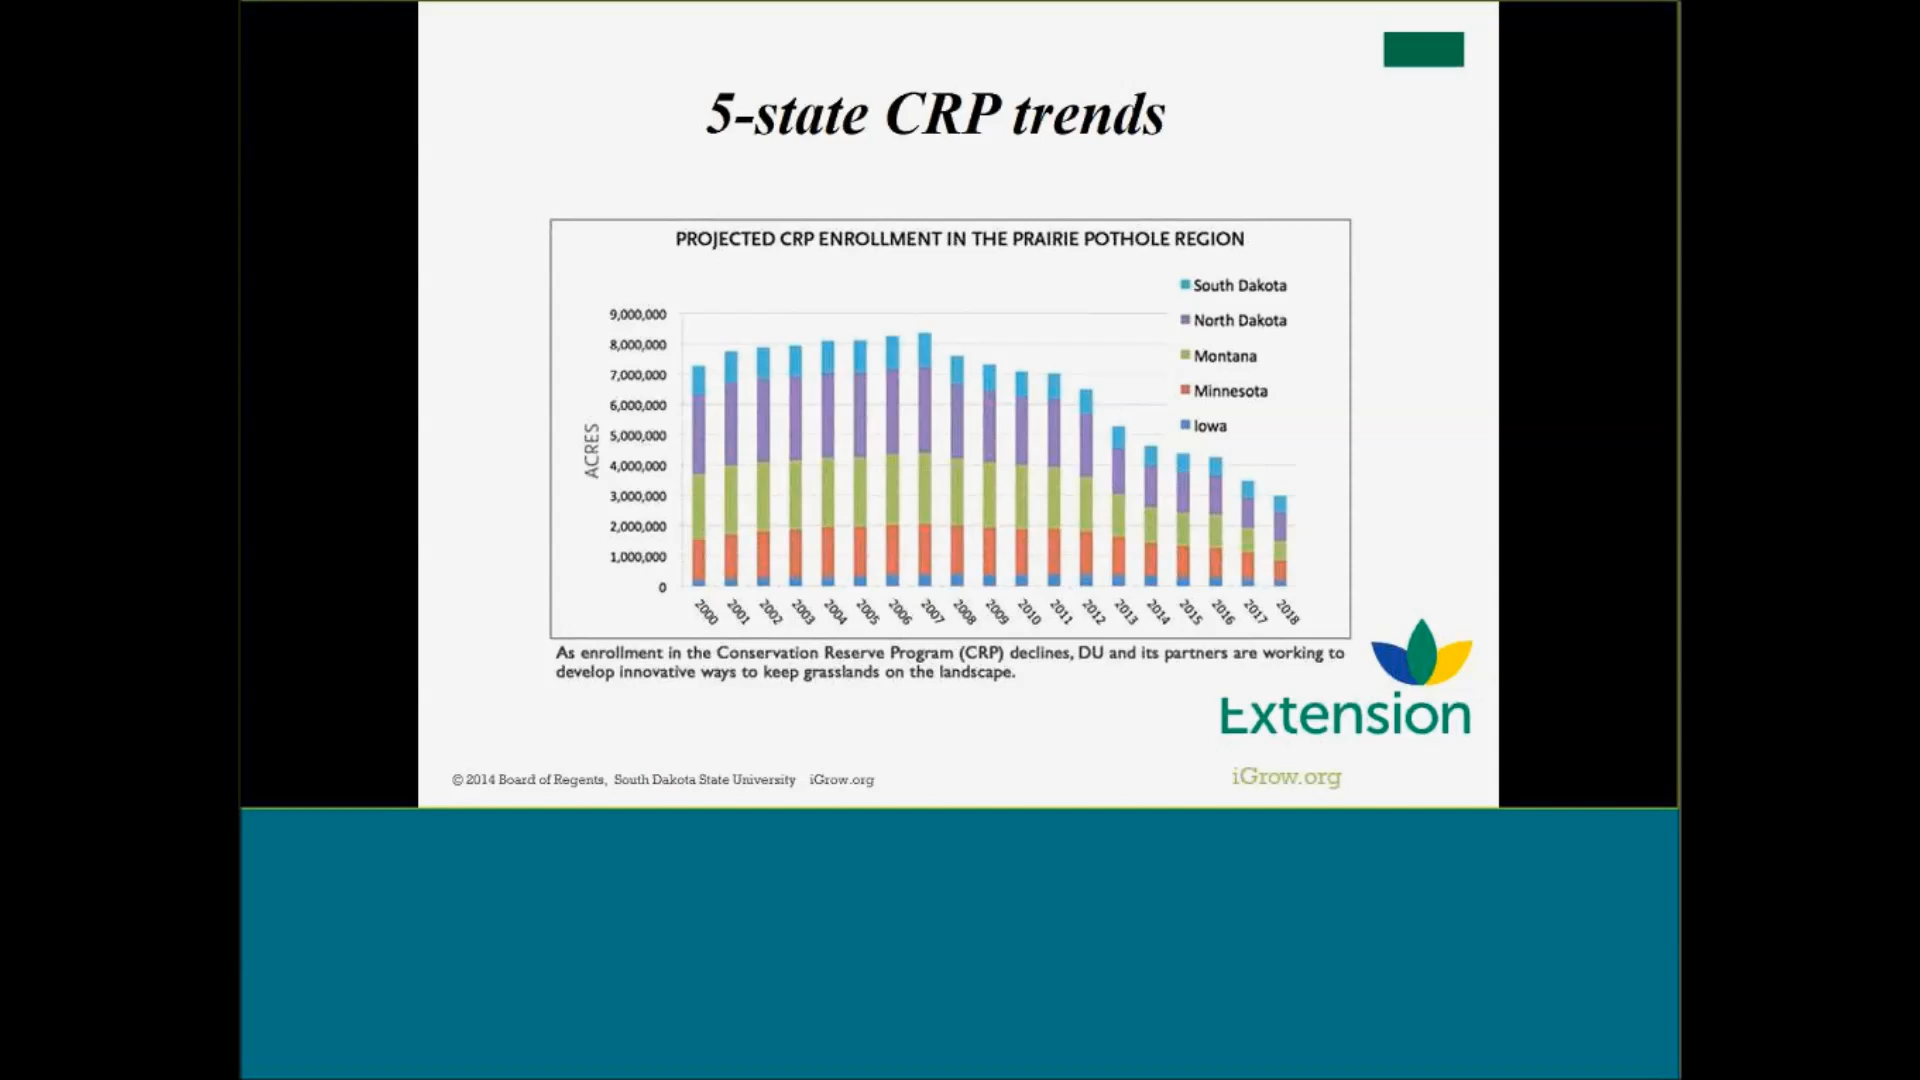 5-state CRP trends
PROJECTED CRP ENROLLMENT IN THE PRAIRIE POTHOLE REGION
South Dakota
North Dakota
Montana
Minnesota
Iowa
9,000,000
8,000,000
7,000,000
6,000,000
5,000,000
4,000,000
3,000,000
2,000,000
1,000,000
0
ACRES
2000 2001 2002 2003 2004 2005 2006 2007 2008 2009 2010 2011 2012 2013 2014 2015 2016 2017 2018
As enrollment in the Conservation Reserve Program (CRP) declines, DU and its partners are working to
develop innovative ways to keep grasslands on the landscape.
Extension
© 2014 Board of Regents, South Dakota State University iGrow.org
iGrow.org